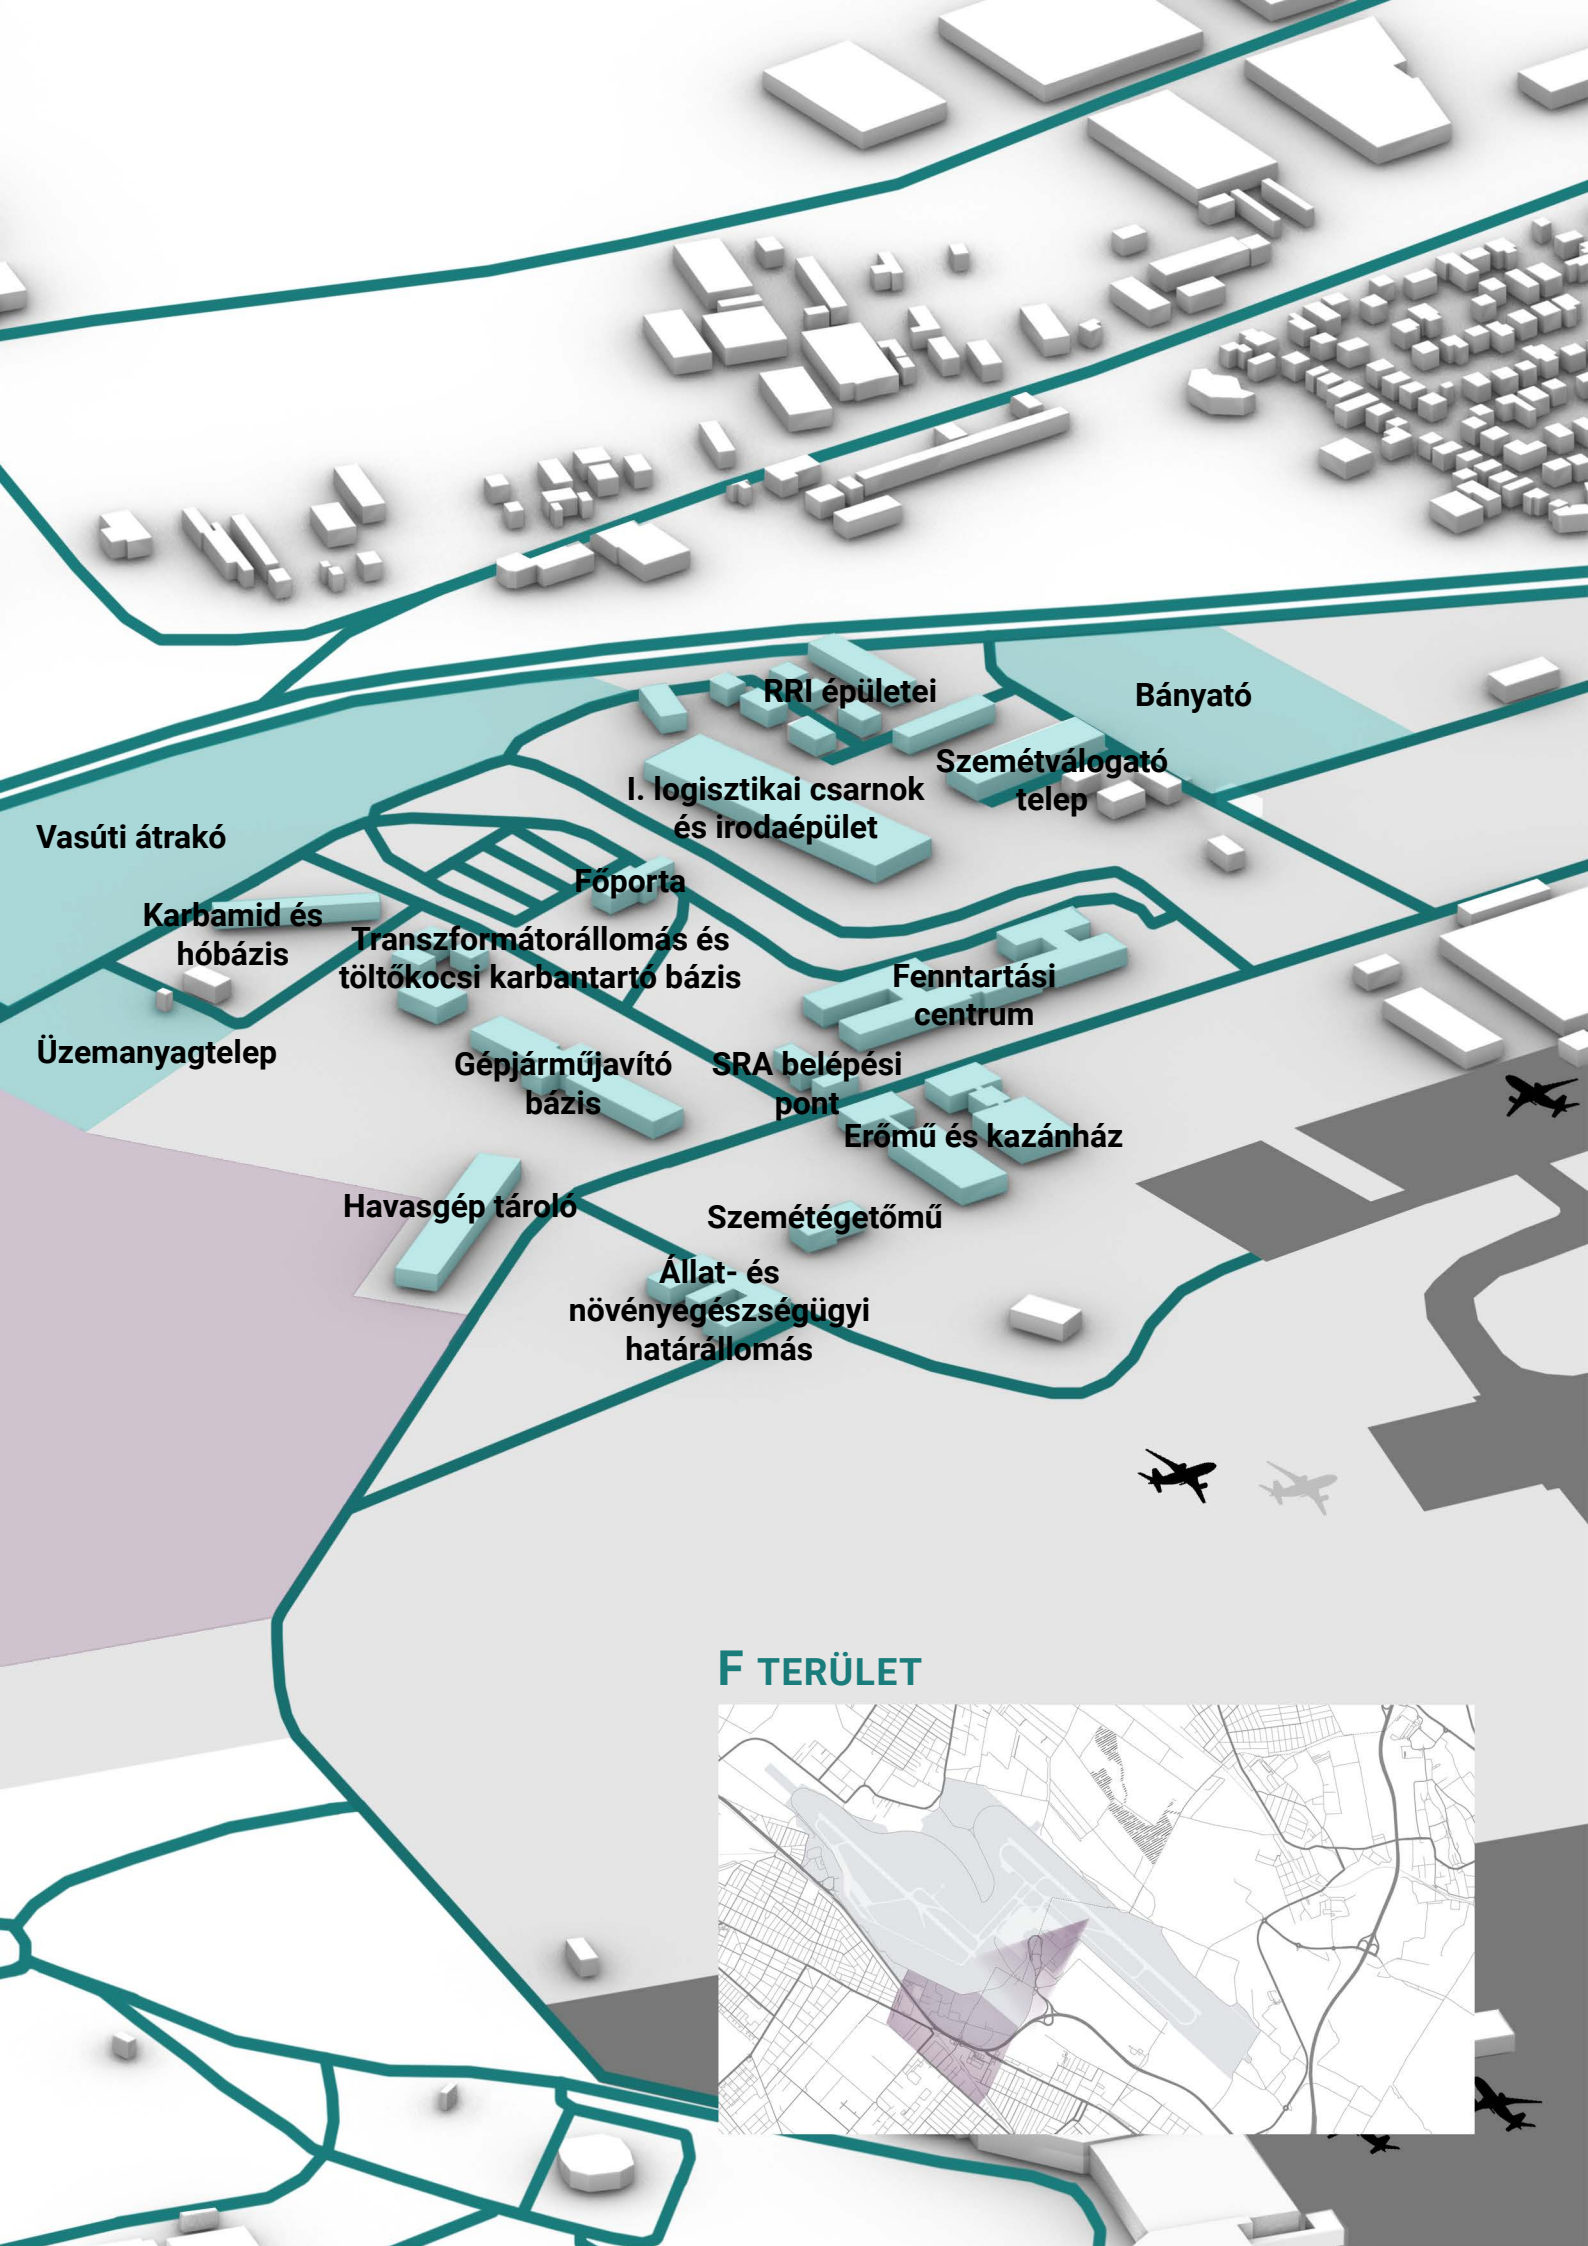 RRI épületei
Bányató
Szemétválogató
telep
I. logisztikai csarnok
és irodaépület
Vasúti átrakó
Főporta
Karbamid és
hóbázis
Transzformátorállomás és
töltőkocsi karbantartó bázis
Fenntartási
centrum
Üzemanyagtelep
Gépjárműjavító
bázis
SRA belépési
pont
Erőmű és kazánház
Havasgép tároló
Szemétégetőmű
Állat- és
növényegészségügyi
határállomás
F TERÜLET